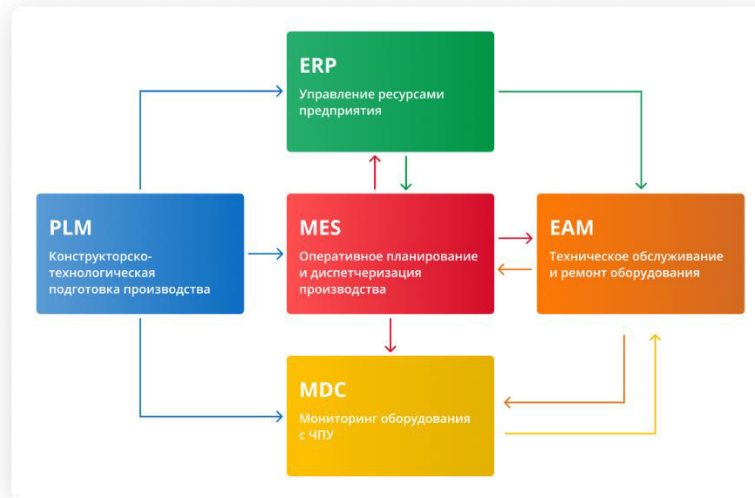 ERP
Управление ресурсами
предприятия
PLM
Конструкторско-
технологическая
подготовка производства
MES
Оперативное планирование
и диспетчеризация
производства
EAM
Техническое обслуживание
и ремонт оборудования
MDC
Мониторинг оборудования
с ЧПУ